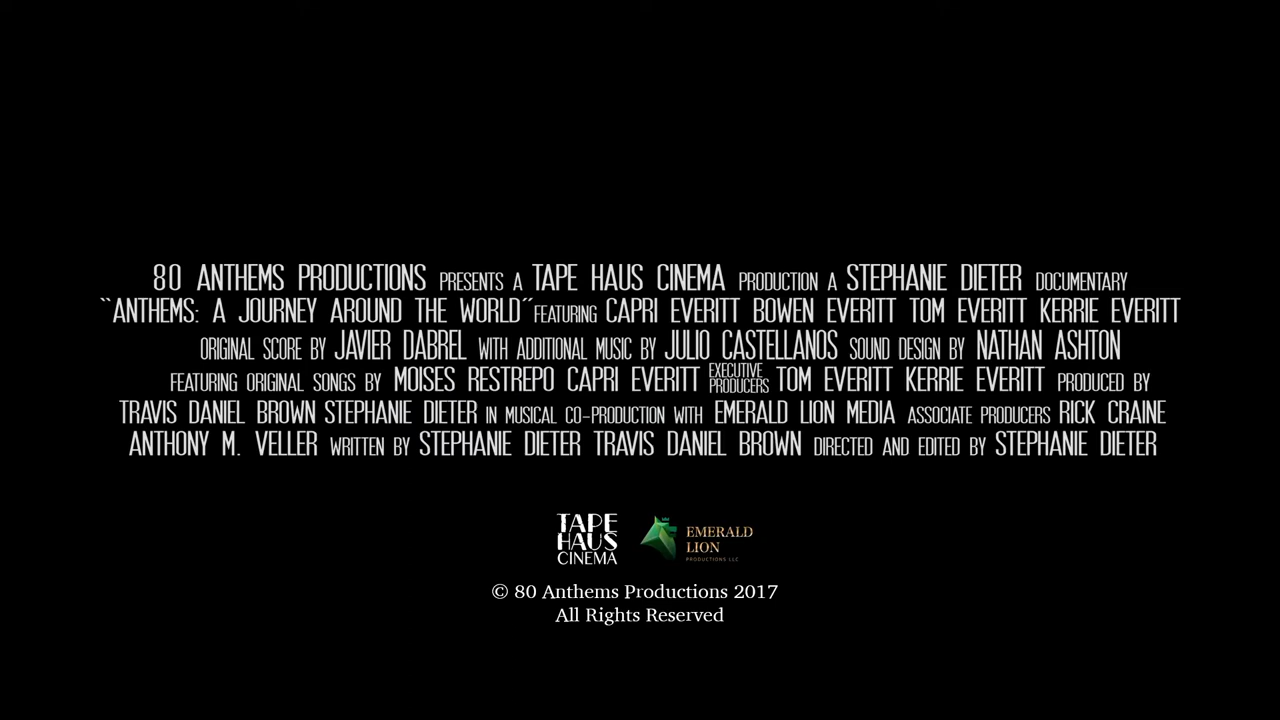 80 ANTHEMS PRODUCTIONS PRESENTS A TAPE HAUS CINEMA PRODUCTION A STEPHANIE DIETER DOCUMENTARY
``ANTHEMS: A JOURNEY AROUND THE WORLD´´ FEATURING CAPRI EVERITT BOWEN EVERITT TOM EVERITT KERRIE EVERITT
ORIGINAL SCORE BY JAVIER DABREL WITH ADDITIONAL MUSIC BY JULIO CASTELLANOS SOUND DESIGN BY NATHAN ASHTON
FEATURING ORIGINAL SONGS BY MOISES RESTREPO CAPRI EVERITT EXECUTIVE PRODUCERS TOM EVERITT KERRIE EVERITT PRODUCED BY
TRAVIS DANIEL BROWN STEPHANIE DIETER IN MUSICAL CO-PRODUCTION WITH EMERALD LION MEDIA ASSOCIATE PRODUCERS RICK CRAINE
ANTHONY M. VELLER WRITTEN BY STEPHANIE DIETER TRAVIS DANIEL BROWN DIRECTED AND EDITED BY STEPHANIE DIETER
TAPE
HAUS
CINEMA
EMERALD
LION
PRODUCTIONS LLC
© 80 Anthems Productions 2017
All Rights Reserved